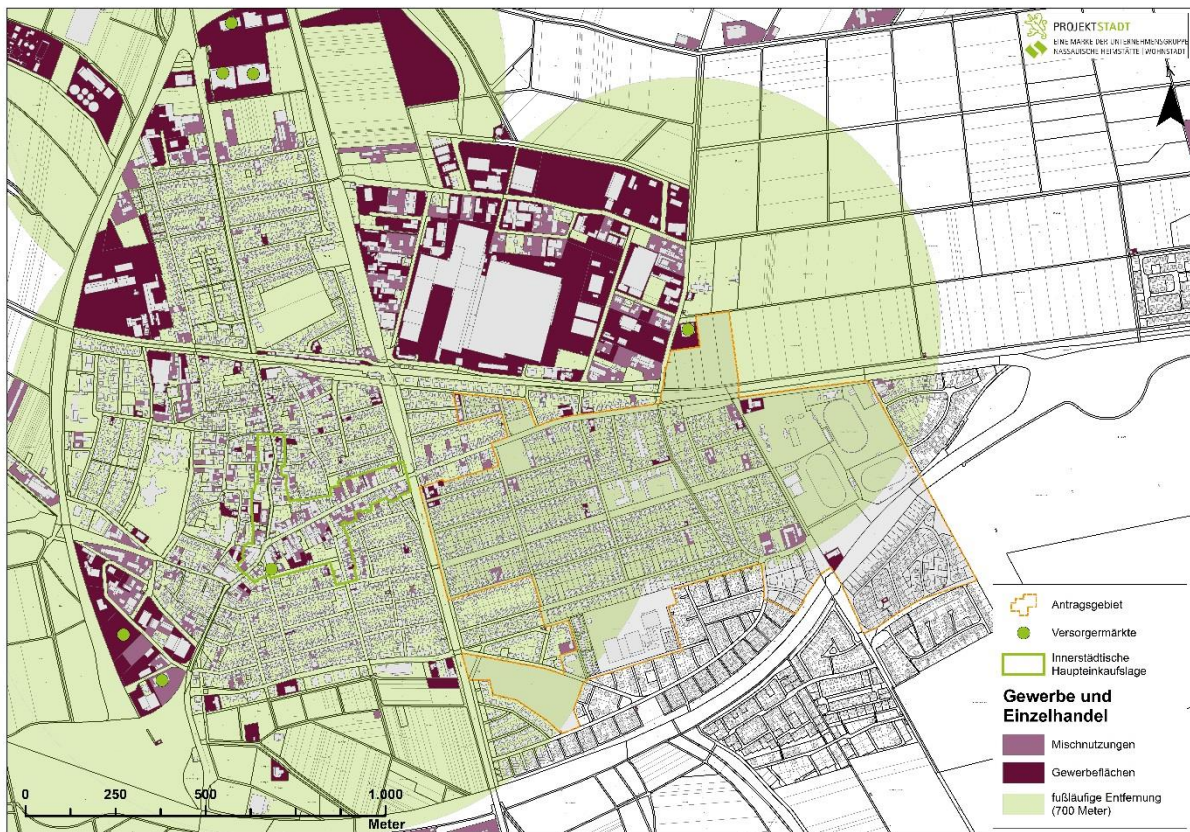 PROJEKTSTADT
EINE MARKE DER UNTERNEHMENSGRUPPE
NASSAUISCHE HEIMSTÄTTE | WOHNSTADT
N
Antragsgebiet
Versorgermärkte
Innerstädtische
Haupteinkaufslage
Gewerbe und
Einzelhandel
Mischnutzungen
Gewerbeflächen
fußläufige Entfernung
(700 Meter)
0 250 500 1.000
Meter